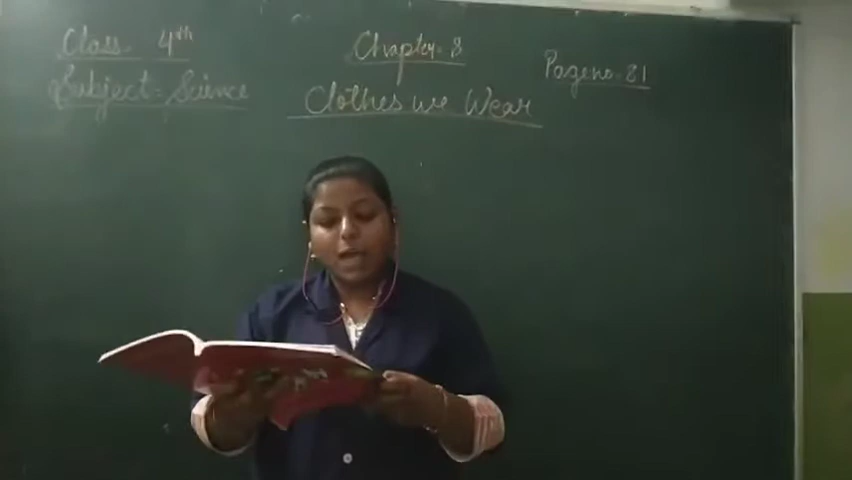 Class- 4th
Chapter- 8
Page no- 81
Subject- Science
Clothes we Wear